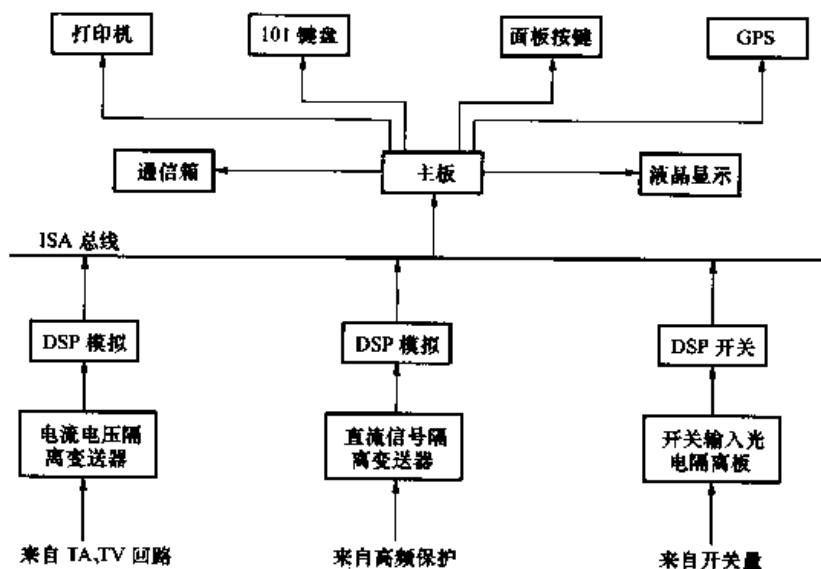 打印机
101 键盘
面板按键
GPS
通信箱
主板
液晶显示
ISA 总线
DSP 模拟
DSP 模拟
DSP 开关
电流电压隔
离变送器
直流信号隔
离变送器
开关输入光
电隔离板
来自 TA,TV 回路
来自高频保护
来自开关量